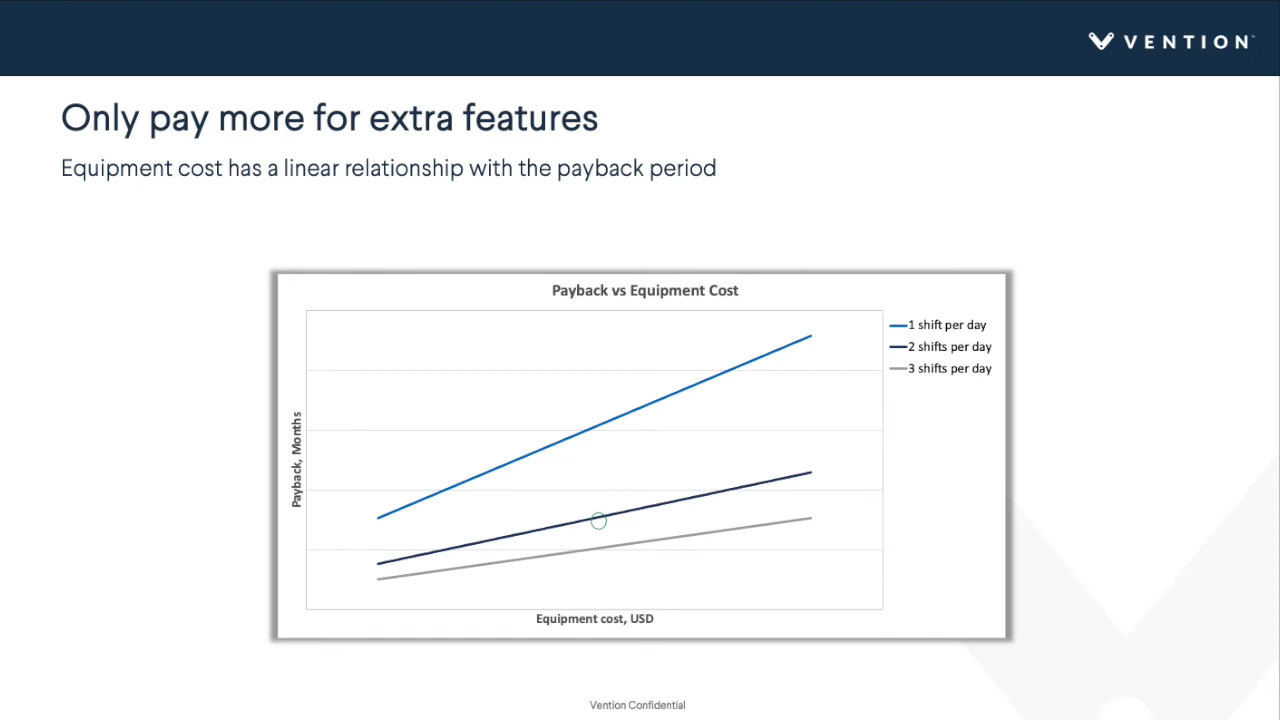 VENTION™
Only pay more for extra features
Equipment cost has a linear relationship with the payback period
Payback vs Equipment Cost
1 shift per day
2 shifts per day
3 shifts per day
Payback, Months
Equipment cost, USD
Vention Confidential